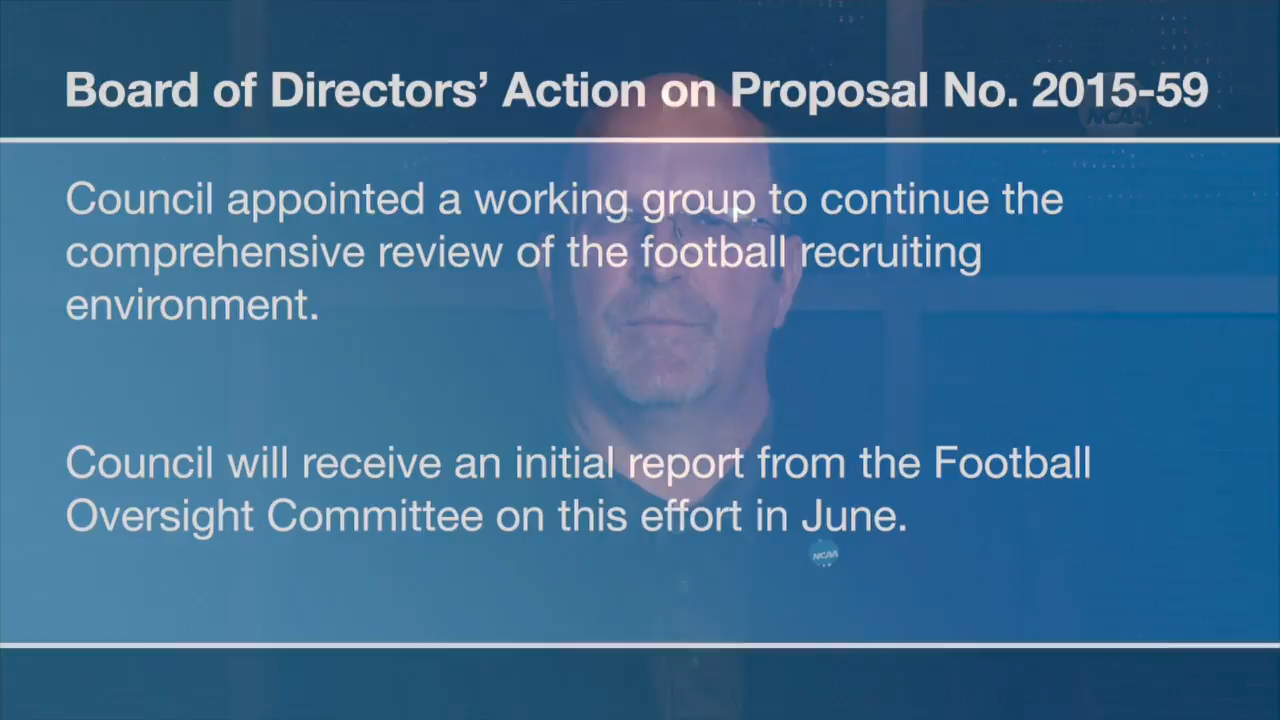 Board of Directors’ Action on Proposal No. 2015-59
NCAA
Council appointed a working group to continue the
comprehensive review of the football recruiting
environment.
Council will receive an initial report from the Football
Oversight Committee on this effort in June.
NCAA